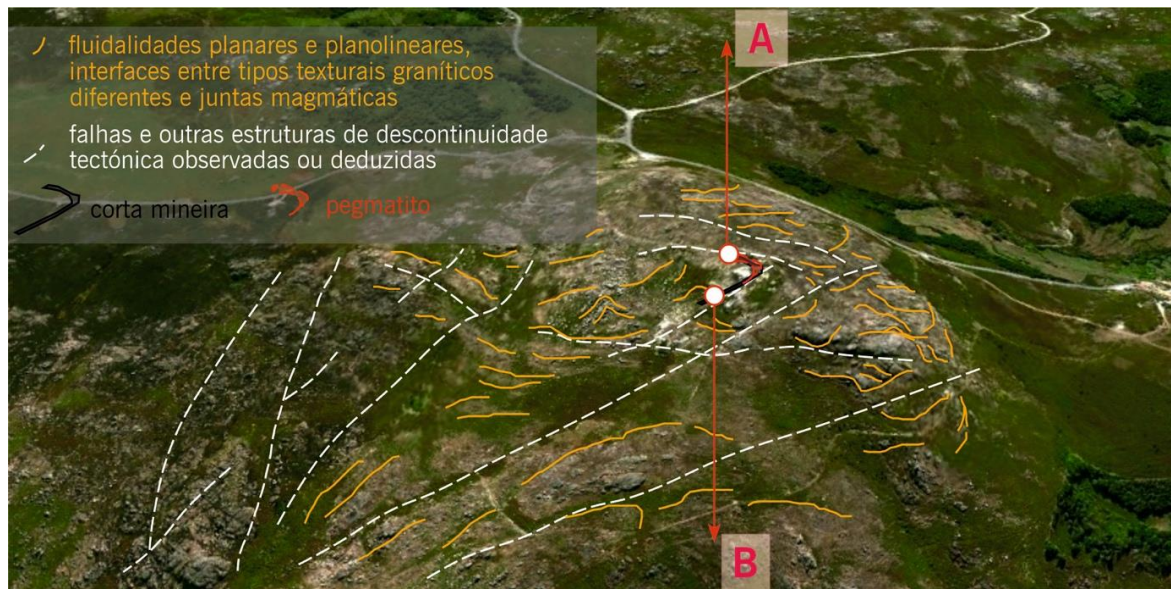 A
fluidalidades planares e planolineares,
interfaces entre tipos texturais graníticos
diferentes e juntas magmáticas
falhas e outras estruturas de descontinuidade
tectónica observadas ou deduzidas
corta mineira
pegmatito
B